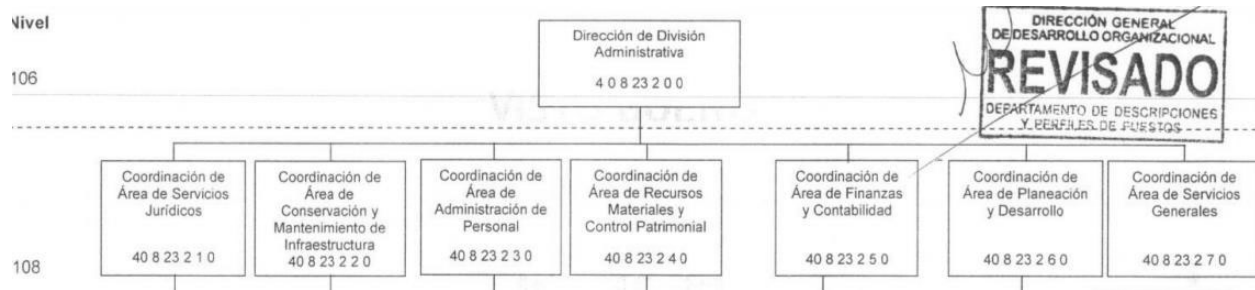 Nivel
Dirección de División
Administrativa
106
4 0 8 23 2 0 0
DIRECCIÓN GENERAL
DE DESARROLLO ORGANIZACIONAL
REVISADO
DEPARTAMENTO DE DESCRIPCIONES
Y PERFILES DE PUESTOS
Coordinación de
Área de Servicios
Jurídicos
40 8 23 2 1 0
Coordinación de
Área de
Conservación y
Mantenimiento de
Infraestructura
40 8 23 2 2 0
Coordinación de
Área de
Administración de
Personal
40 8 23 2 3 0
Coordinación de
Área de Recursos
Materiales y
Control Patrimonial
40 8 23 2 4 0
Coordinación de
Área de Finanzas
y Contabilidad
40 8 23 2 5 0
Coordinación de
Área de Planeación
y Desarrollo
40 8 23 2 6 0
Coordinación de
Área de Servicios
Generales
40 8 23 2 7 0
108